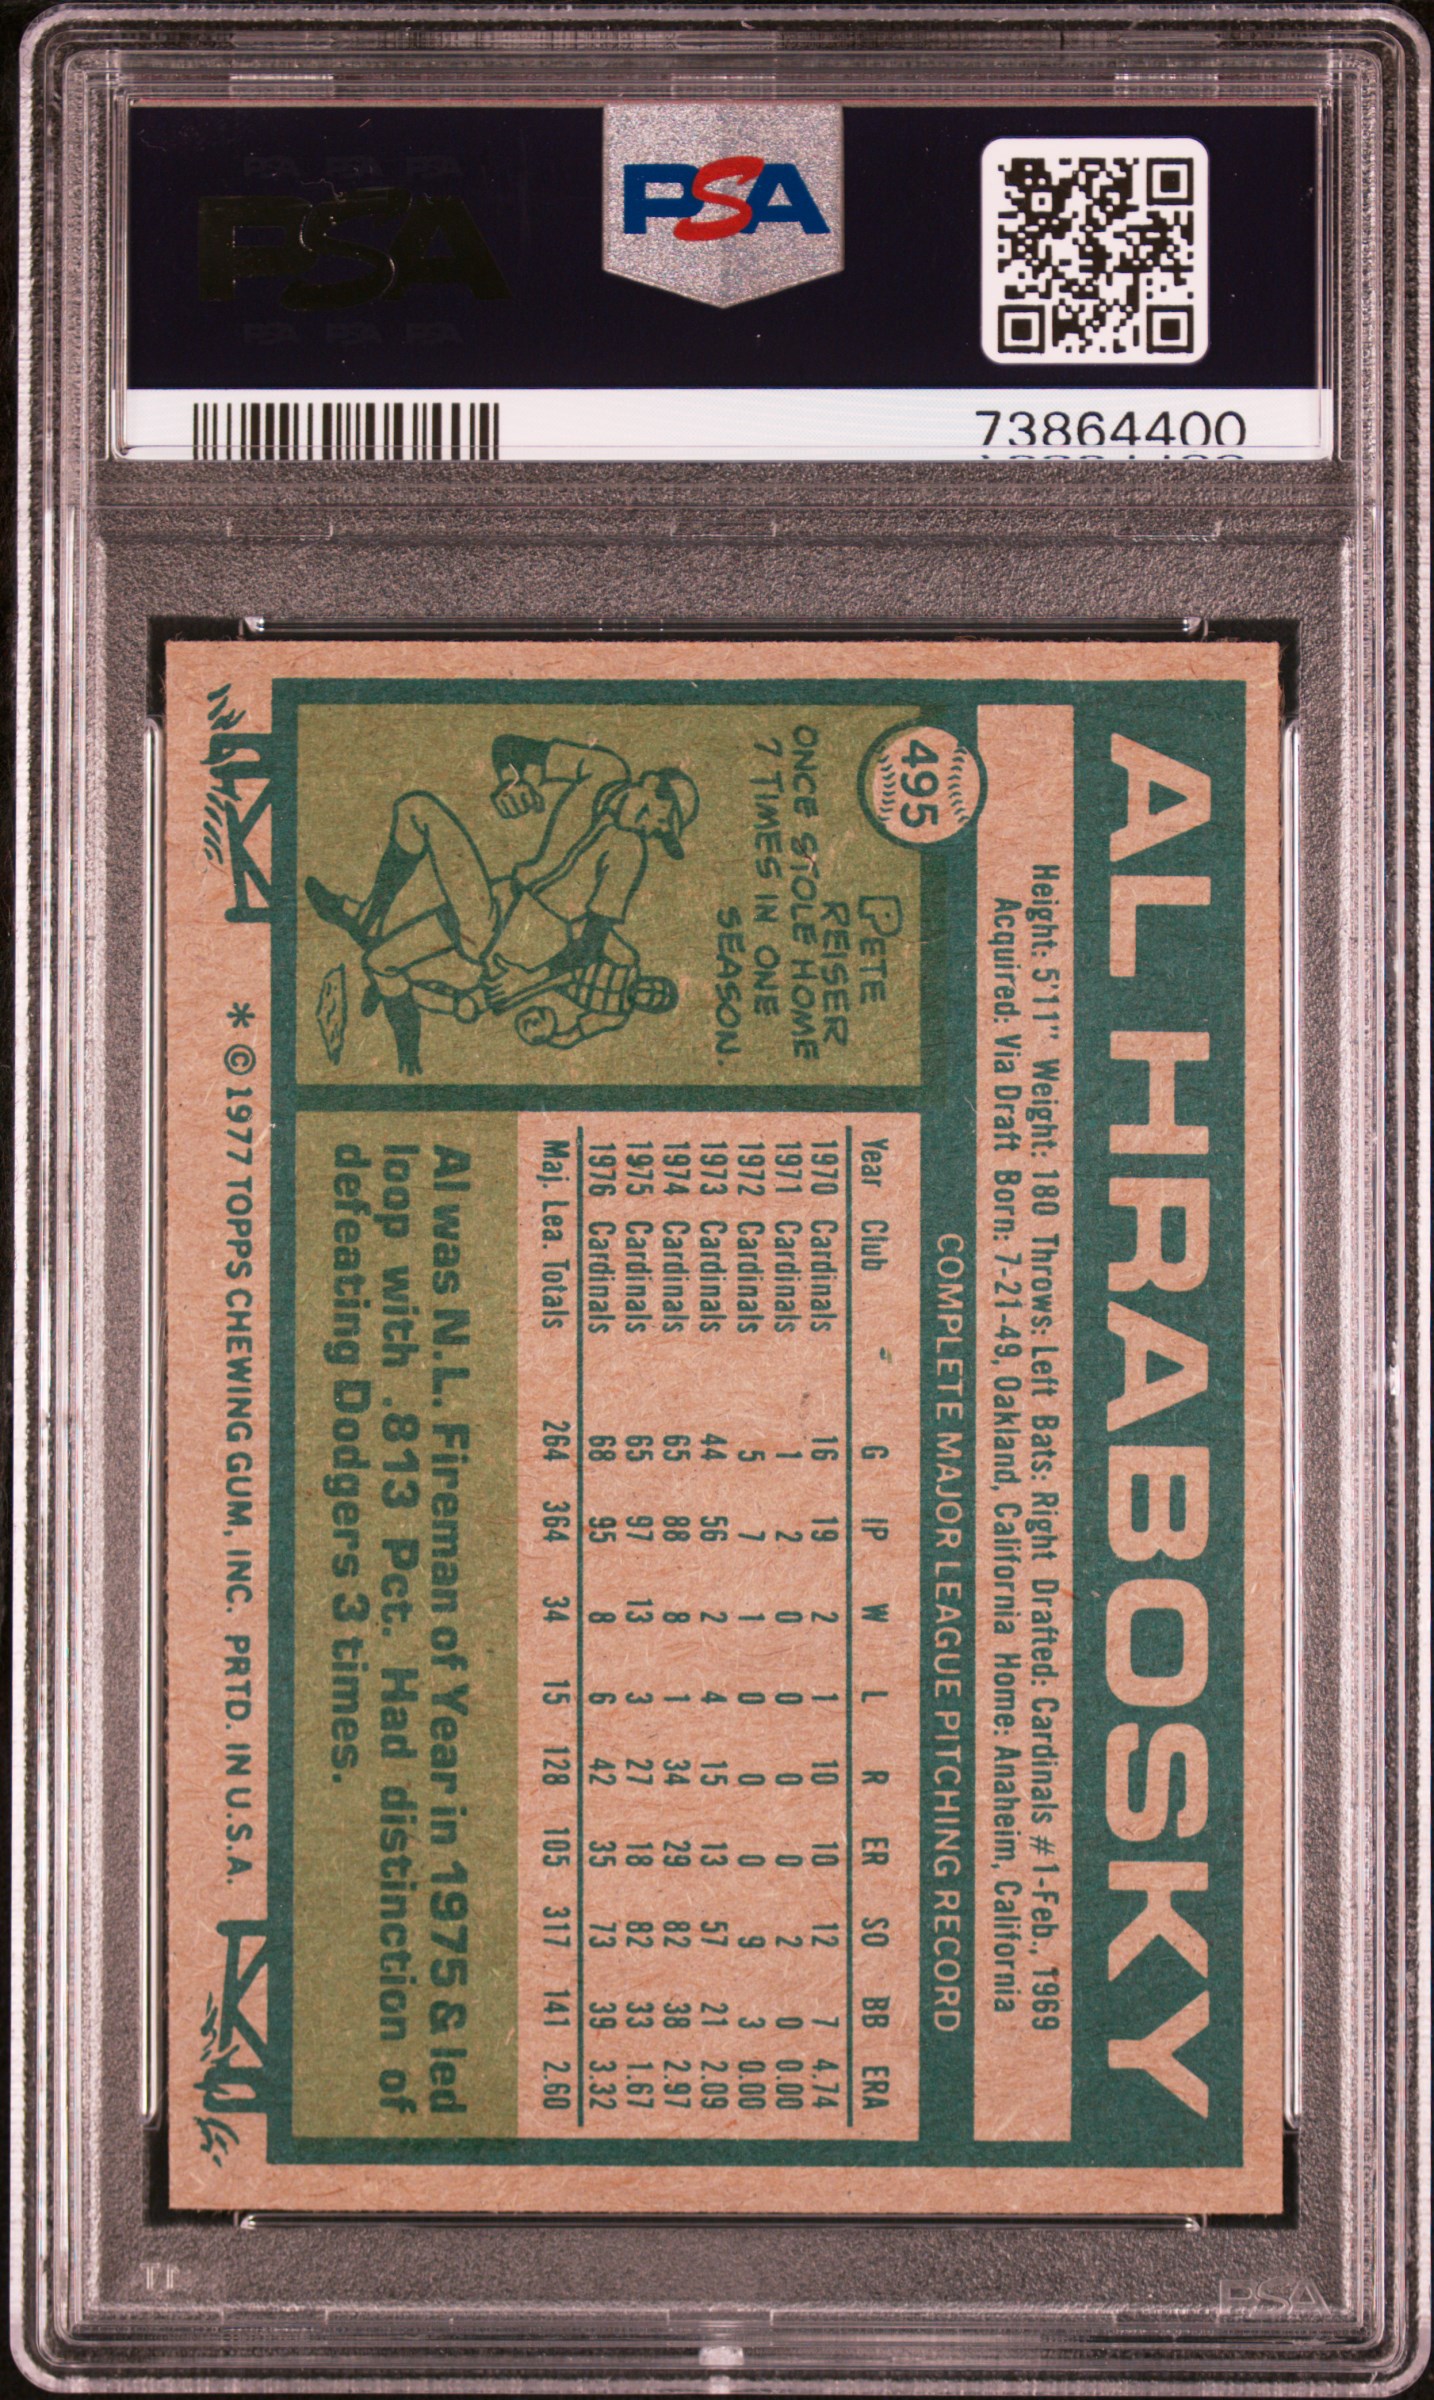 PSA
PSA PSA PSA
PSA
PSA PSA PSA
73864400
AL HRABOSKY
Height: 5'11" Weight: 180 Throws: Left Bats: Right Drafted: Cardinals #1-Feb., 1969
Acquired: Via Draft Born: 7-21-49, Oakland, California Home: Anaheim, California
495
COMPLETE MAJOR LEAGUE PITCHING RECORD
PETE
REISER
ONCE STOLE HOME
7 TIMES IN ONE
SEASON.
Year Club G IP W L R ER SO BB ERA
1970 Cardinals 16 19 2 1 10 10 12 7 4.74
1971 Cardinals 1 2 0 0 0 0 2 0 0.00
1972 Cardinals 5 7 1 0 0 0 9 3 0.00
1973 Cardinals 44 56 2 4 15 13 57 21 2.09
1974 Cardinals 65 88 8 1 34 29 82 38 2.97
1975 Cardinals 65 97 13 3 27 18 82 33 1.67
1976 Cardinals 68 95 8 6 42 35 73 39 3.32
Maj. Lea. Totals 264 364 34 15 128 105 317 141 2.60
Al was N.L. Fireman of Year in 1975 & led
loop with .813 Pct. Had distinction of
defeating Dodgers 3 times.
* © 1977 TOPPS CHEWING GUM, INC. PRTD. IN U.S.A.
PSA